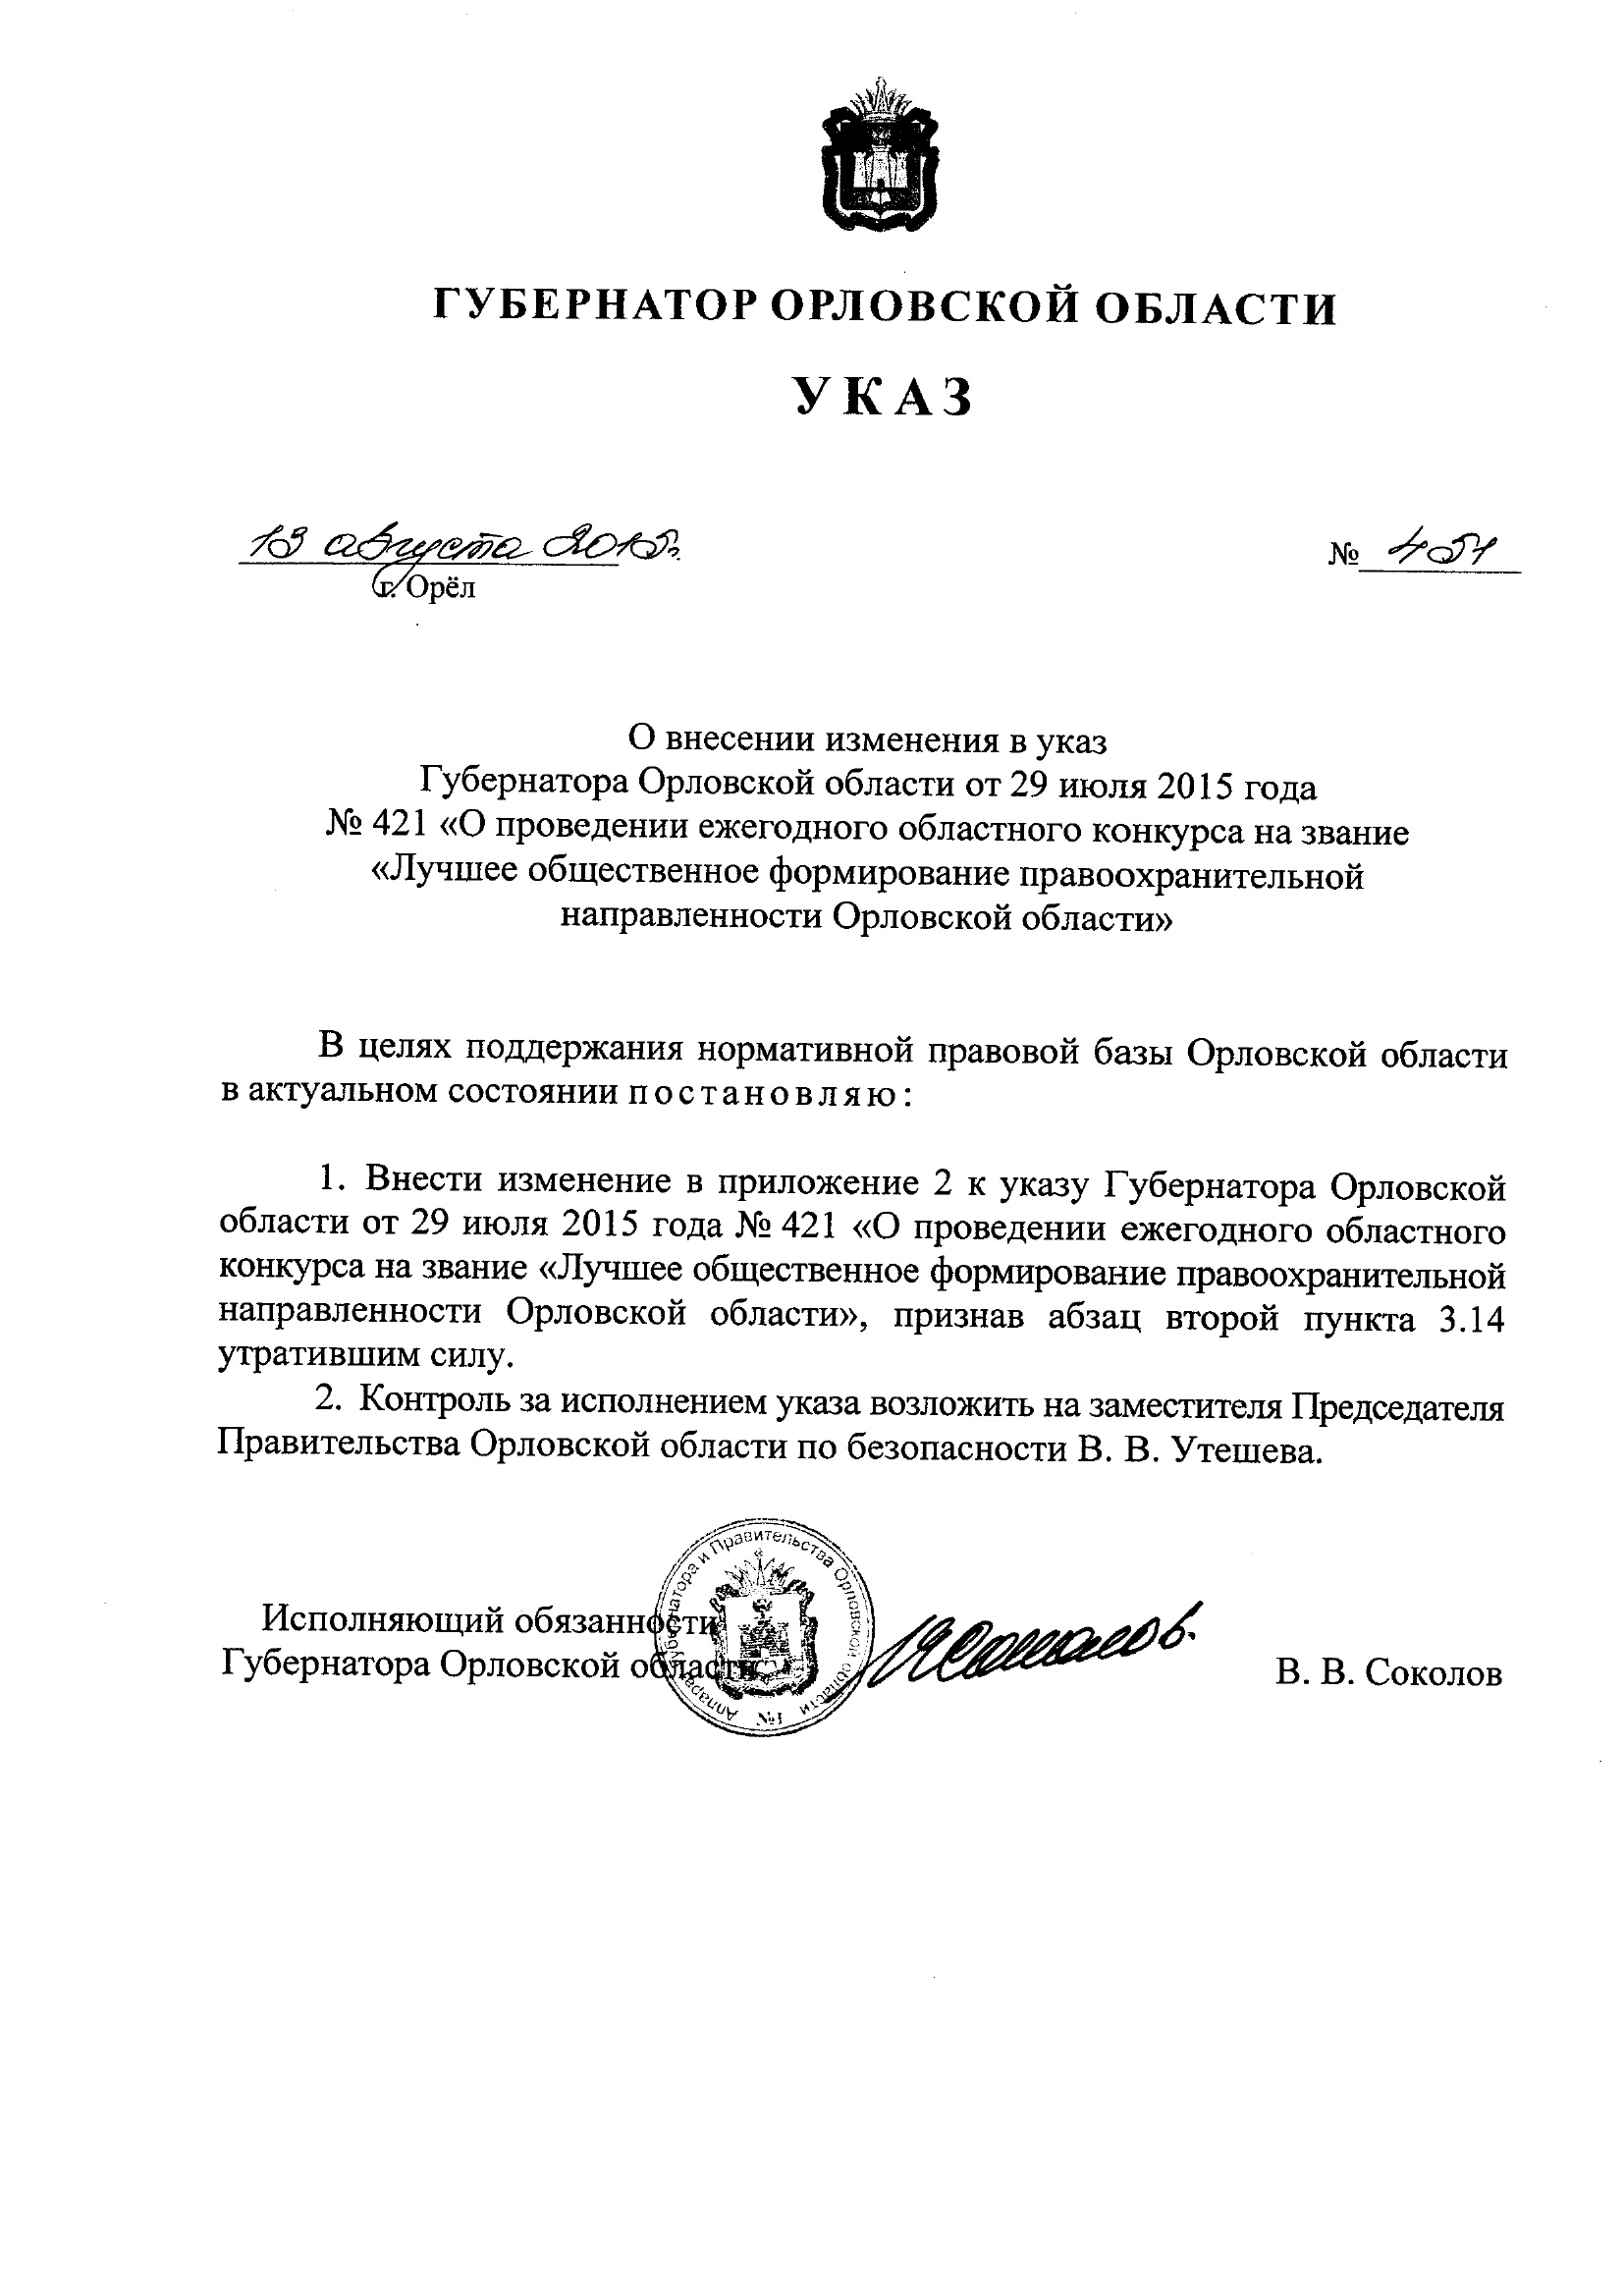 ГУБЕРНАТОР ОРЛОВСКОЙ ОБЛАСТИ
УКАЗ
13 августа 2015г.
№ 451
г. Орёл
О внесении изменения в указ
Губернатора Орловской области от 29 июля 2015 года
№ 421 «О проведении ежегодного областного конкурса на звание
«Лучшее общественное формирование правоохранительной
направленности Орловской области»
В целях поддержания нормативной правовой базы Орловской области
в актуальном состоянии постановляю:
1. Внести изменение в приложение 2 к указу Губернатора Орловской
области от 29 июля 2015 года № 421 «О проведении ежегодного областного
конкурса на звание «Лучшее общественное формирование правоохранительной
направленности Орловской области», признав абзац второй пункта 3.14
утратившим силу.
2. Контроль за исполнением указа возложить на заместителя Председателя
Правительства Орловской области по безопасности В. В. Утешева.
Исполняющий обязанности
Губернатора Орловской области
Аппарат Губернатора и Правительства Орловской области
№1
В. В. Соколов